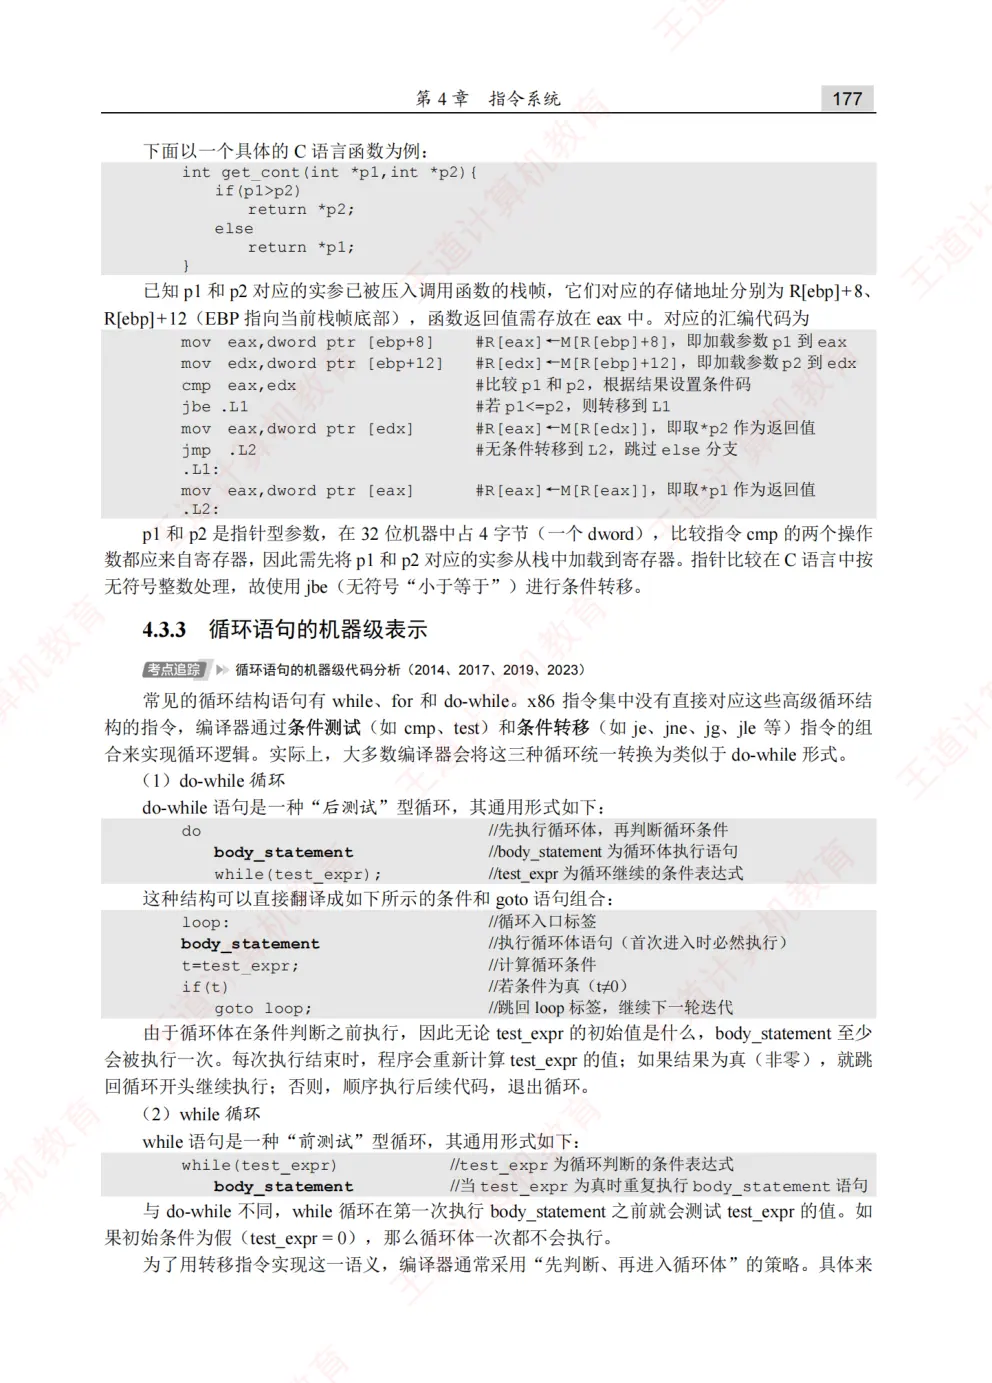 第 4 章 指令系统 177
下面以一个具体的 C 语言函数为例：
int get_cont(int *p1,int *p2){
if(p1>p2)
return *p2;
else
return *p1;
}
已知 p1 和 p2 对应的实参已被压入调用函数的栈帧，它们对应的存储地址分别为 R[ebp]+8、
R[ebp]+12（EBP 指向当前栈帧底部），函数返回值需存放在 eax 中。对应的汇编代码为
mov eax,dword ptr [ebp+8] #R[eax]←M[R[ebp]+8]，即加载参数 p1 到 eax
mov edx,dword ptr [ebp+12] #R[edx]←M[R[ebp]+12]，即加载参数 p2 到 edx
cmp eax,edx #比较 p1 和 p2，根据结果设置条件码
jbe .L1 #若 p1<=p2，则转移到 L1
mov eax,dword ptr [edx] #R[eax]←M[R[edx]]，即取*p2 作为返回值
jmp .L2 #无条件转移到 L2，跳过 else 分支
.L1:
mov eax,dword ptr [eax] #R[eax]←M[R[eax]]，即取*p1 作为返回值
.L2:
p1 和 p2 是指针型参数，在 32 位机器中占 4 字节（一个 dword），比较指令 cmp 的两个操作
数都应来自寄存器，因此需先将 p1 和 p2 对应的实参从栈中加载到寄存器。指针比较在 C 语言中按
无符号整数处理，故使用 jbe（无符号“小于等于”）进行条件转移。
4.3.3 循环语句的机器级表示
考点追踪 循环语句的机器级代码分析（2014、2017、2019、2023）
常见的循环结构语句有 while、for 和 do-while。x86 指令集中没有直接对应这些高级循环结
构的指令，编译器通过条件测试（如 cmp、test）和条件转移（如 je、jne、jg、jle 等）指令的组
合来实现循环逻辑。实际上，大多数编译器会将这三种循环统一转换为类似于 do-while 形式。
（1）do-while 循环
do-while 语句是一种“后测试”型循环，其通用形式如下：
do //先执行循环体，再判断循环条件
body_statement //body_statement 为循环体执行语句
while(test_expr); //test_expr 为循环继续的条件表达式
这种结构可以直接翻译成如下所示的条件和 goto 语句组合：
loop: //循环入口标签
body_statement //执行循环体语句（首次进入时必然执行）
t=test_expr; //计算循环条件
if(t) //若条件为真（t≠0）
goto loop; //跳回 loop 标签，继续下一轮迭代
由于循环体在条件判断之前执行，因此无论 test_expr 的初始值是什么，body_statement 至少
会被执行一次。每次执行结束时，程序会重新计算 test_expr 的值；如果结果为真（非零），就跳
回循环开头继续执行；否则，顺序执行后续代码，退出循环。
（2）while 循环
while 语句是一种“前测试”型循环，其通用形式如下：
while(test_expr) //test_expr 为循环判断的条件表达式
body_statement //当 test_expr 为真时重复执行 body_statement 语句
与 do-while 不同，while 循环在第一次执行 body_statement 之前就会测试 test_expr 的值。如
果初始条件为假（test_expr = 0），那么循环体一次都不会执行。
为了用转移指令实现这一语义，编译器通常采用“先判断、再进入循环体”的策略。具体来
王道计算机教育